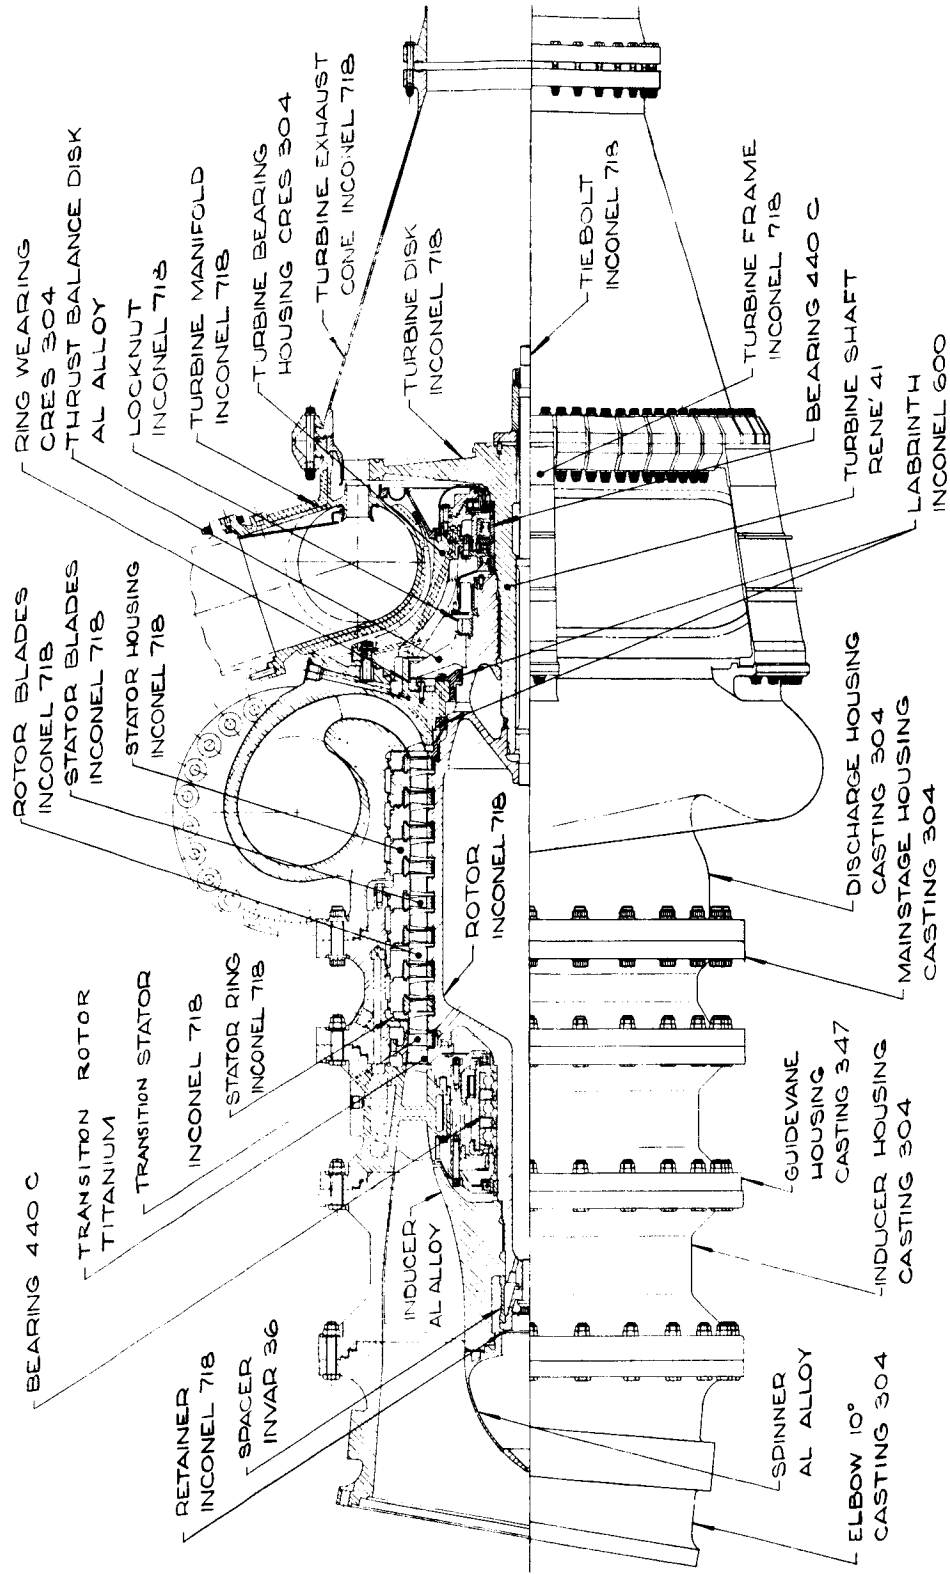 BEARING 440 C
TRANSITION ROTOR
TITANIUM
TRANSITION STATOR
INCONEL 718
STATOR RING
INCONEL 718
ROTOR BLADES
INCONEL 718
STATOR BLADES
INCONEL 718
STATOR HOUSING
INCONEL 718
RING WEARING
CRES 304
THRUST BALANCE DISK
AL ALLOY
LOCKNUT
INCONEL 718
TURBINE MANIFOLD
INCONEL 718
TURBINE BEARING
HOUSING CRES 304
TURBINE EXHAUST
CONE INCONEL 718
TURBINE DISK
INCONEL 718
RETAINER
INCONEL 718
SPACER
INVAR 36
INDUCER
AL ALLOY
ROTOR
INCONEL 718
TIEBOLT
INCONEL 718
TURBINE FRAME
INCONEL 718
BEARING 440 C
TURBINE SHAFT
RENE' 41
LABRINTH
INCONEL 600
SPINNER
AL ALLOY
ELBOW 10°
CASTING 304
INDUCER HOUSING
CASTING 304
GUIDEVANE
HOUSING
CASTING 347
MAINSTAGE HOUSING
CASTING 304
DISCHARGE HOUSING
CASTING 304